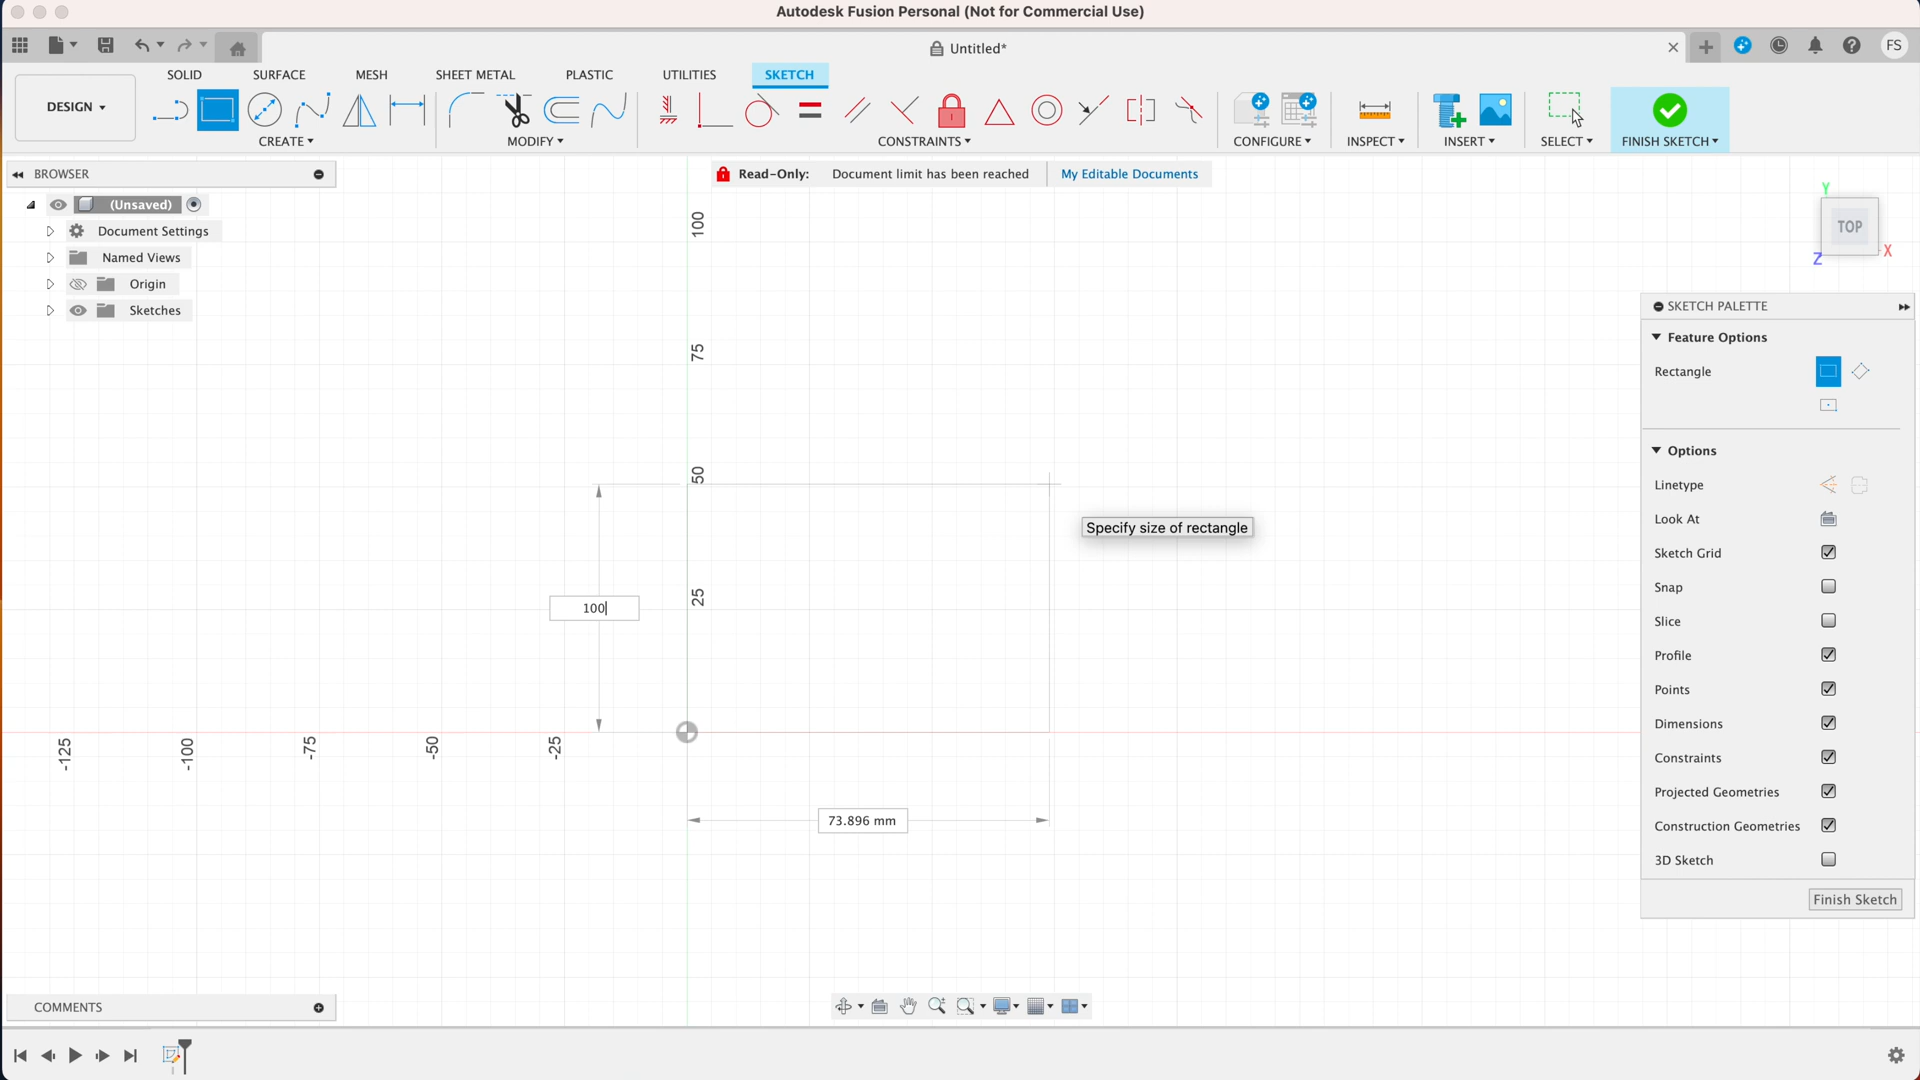 Autodesk Fusion Personal (Not for Commercial Use)
Untitled*
FS
DESIGN
SOLID
SURFACE
MESH
SHEET METAL
PLASTIC
UTILITIES
SKETCH
CREATE
MODIFY
CONSTRAINTS
CONFIGURE
INSPECT
INSERT
SELECT
FINISH SKETCH
BROWSER
(Unsaved)
Document Settings
Named Views
Origin
Sketches
Read-Only: Document limit has been reached My Editable Documents
Y
TOP
X
Z
100
75
50
25
-125
-100
-75
-50
-25
100
73.896 mm
Specify size of rectangle
SKETCH PALETTE
Feature Options
Rectangle
Options
Linetype
Look At
Sketch Grid
Snap
Slice
Profile
Points
Dimensions
Constraints
Projected Geometries
Construction Geometries
3D Sketch
Finish Sketch
COMMENTS